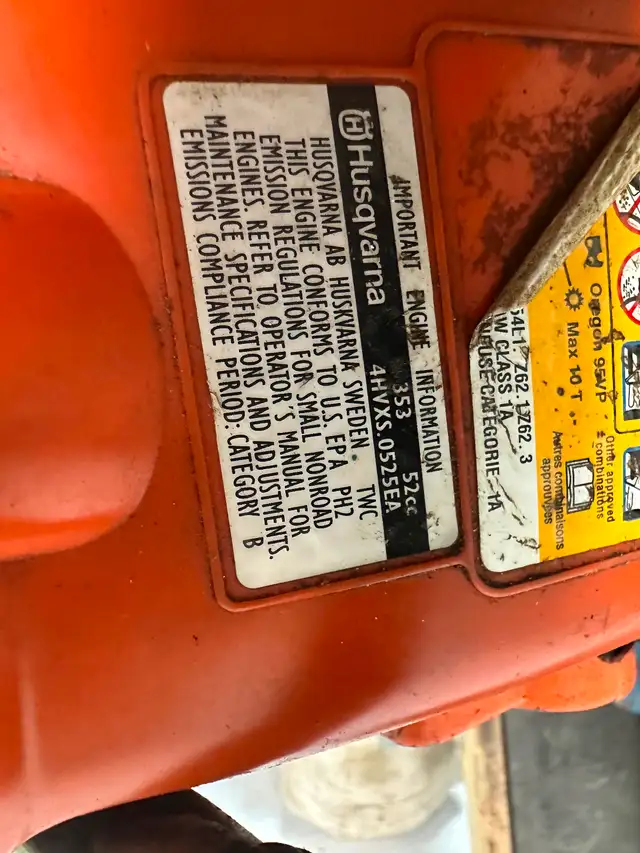 IMPORTANT ENGINE INFORMATION
Husqvarna 353 52cc
4HVXS.0525EA
HUSQVARNA AB HUSKVARNA SWEDEN. TWC
THIS ENGINE CONFORMS TO U.S. EPA PH2
EMISSION REGULATIONS FOR SMALL NONROAD
ENGINES. REFER TO OPERATOR'S MANUAL FOR
MAINTENANCE SPECIFICATIONS AND ADJUSTMENTS.
EMISSIONS COMPLIANCE PERIOD: CATEGORY B
Oregon 95VP
Max 10 T
Other approved
combinations
Autres combinaisons
approuvées
CLASS 1A
CATEGORIE 1A